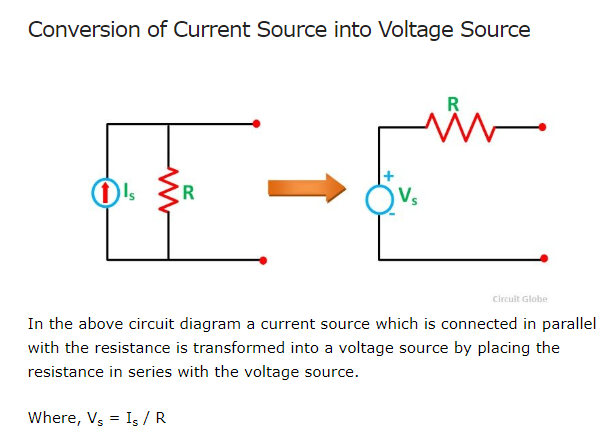 Conversion of Current Source into Voltage Source
R
Is
R
+
Vs
-
Circuit Globe
In the above circuit diagram a current source which is connected in parallel
with the resistance is transformed into a voltage source by placing the
resistance in series with the voltage source.
Where, Vs = Is / R